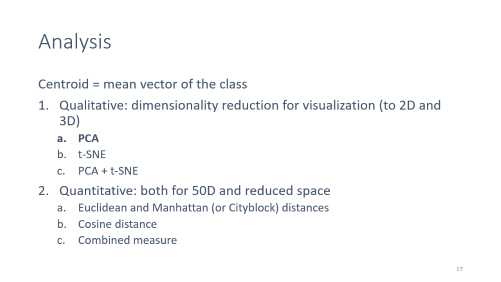 Analysis
Centroid = mean vector of the class
1. Qualitative: dimensionality reduction for visualization (to 2D and
3D)
a. PCA
b. t-SNE
c. PCA + t-SNE
2. Quantitative: both for 50D and reduced space
a. Euclidean and Manhattan (or Cityblock) distances
b. Cosine distance
c. Combined measure
17